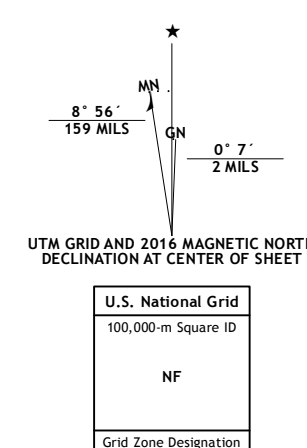 ★
MN
8° 56´
159 MILS
GN
0° 7´
2 MILS
UTM GRID AND 2016 MAGNETIC NORTH
DECLINATION AT CENTER OF SHEET
U.S. National Grid
100,000-m Square ID
NF
Grid Zone Designation